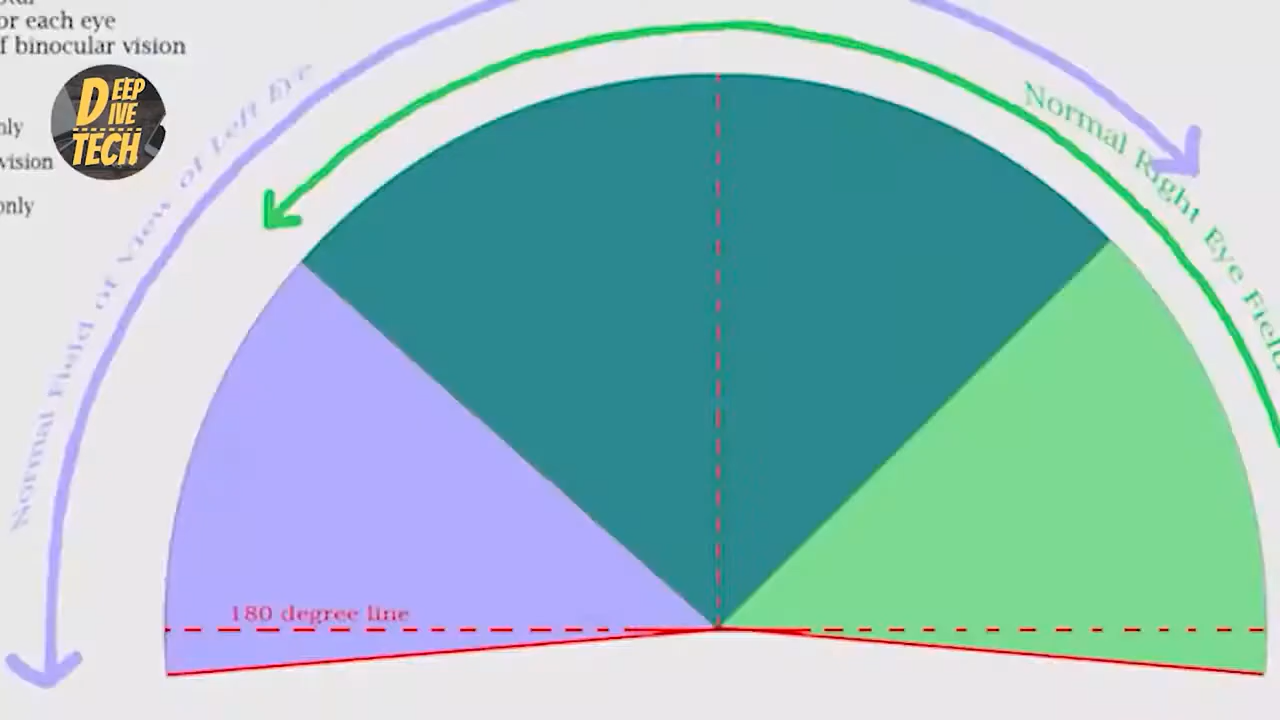 or each eye
f binocular vision
DEEP
DIVE
TECH
nly
vision
only
Normal Field of View of Left Eye
Normal Right Eye Field
180 degree line